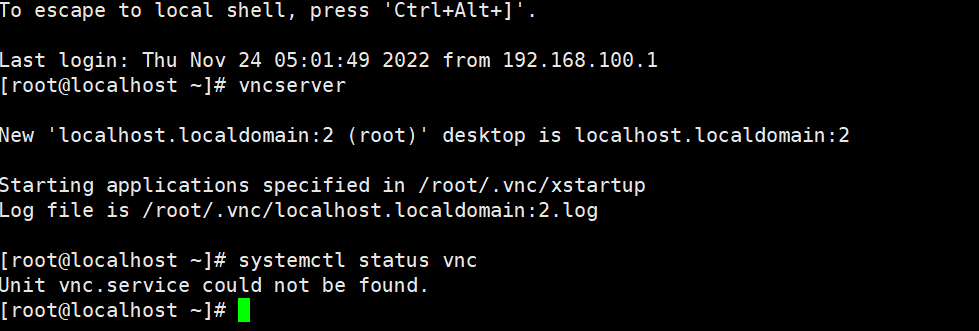 To escape to local shell, press 'Ctrl+Alt+]'.
Last login: Thu Nov 24 05:01:49 2022 from 192.168.100.1
[root@localhost ~]# vncserver
New 'localhost.localdomain:2 (root)' desktop is localhost.localdomain:2
Starting applications specified in /root/.vnc/xstartup
Log file is /root/.vnc/localhost.localdomain:2.log
[root@localhost ~]# systemctl status vnc
Unit vnc.service could not be found.
[root@localhost ~]#